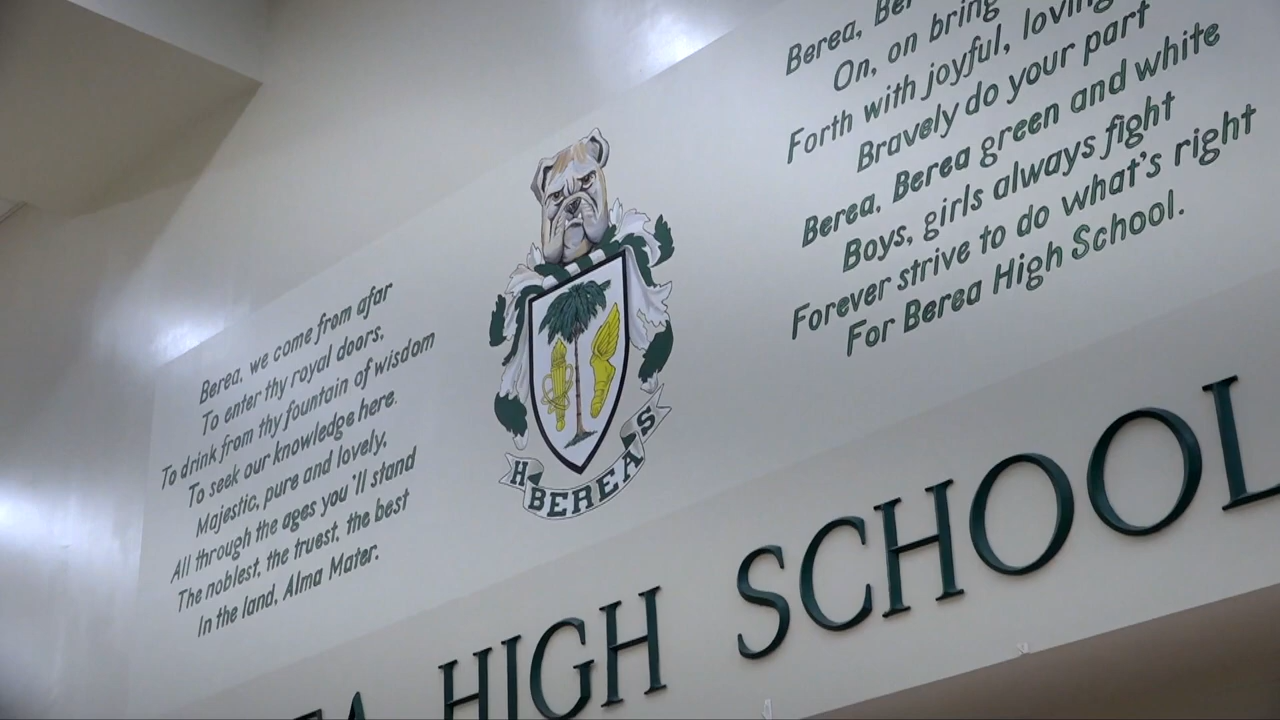 Berea, we come from afar
To enter thy royal doors,
To drink from thy fountain of wisdom
To seek our knowledge here.
Majestic, pure and lovely,
All through the ages you'll stand
The noblest, the truest, the best
In the land, Alma Mater.
H BEREA S
Berea,
On, on bring
Forth with joyful, loving
Bravely do your part
Berea, Berea green and white
Boys, girls always fight
Forever strive to do what's right
For Berea High School.
HIGH SCHOOL